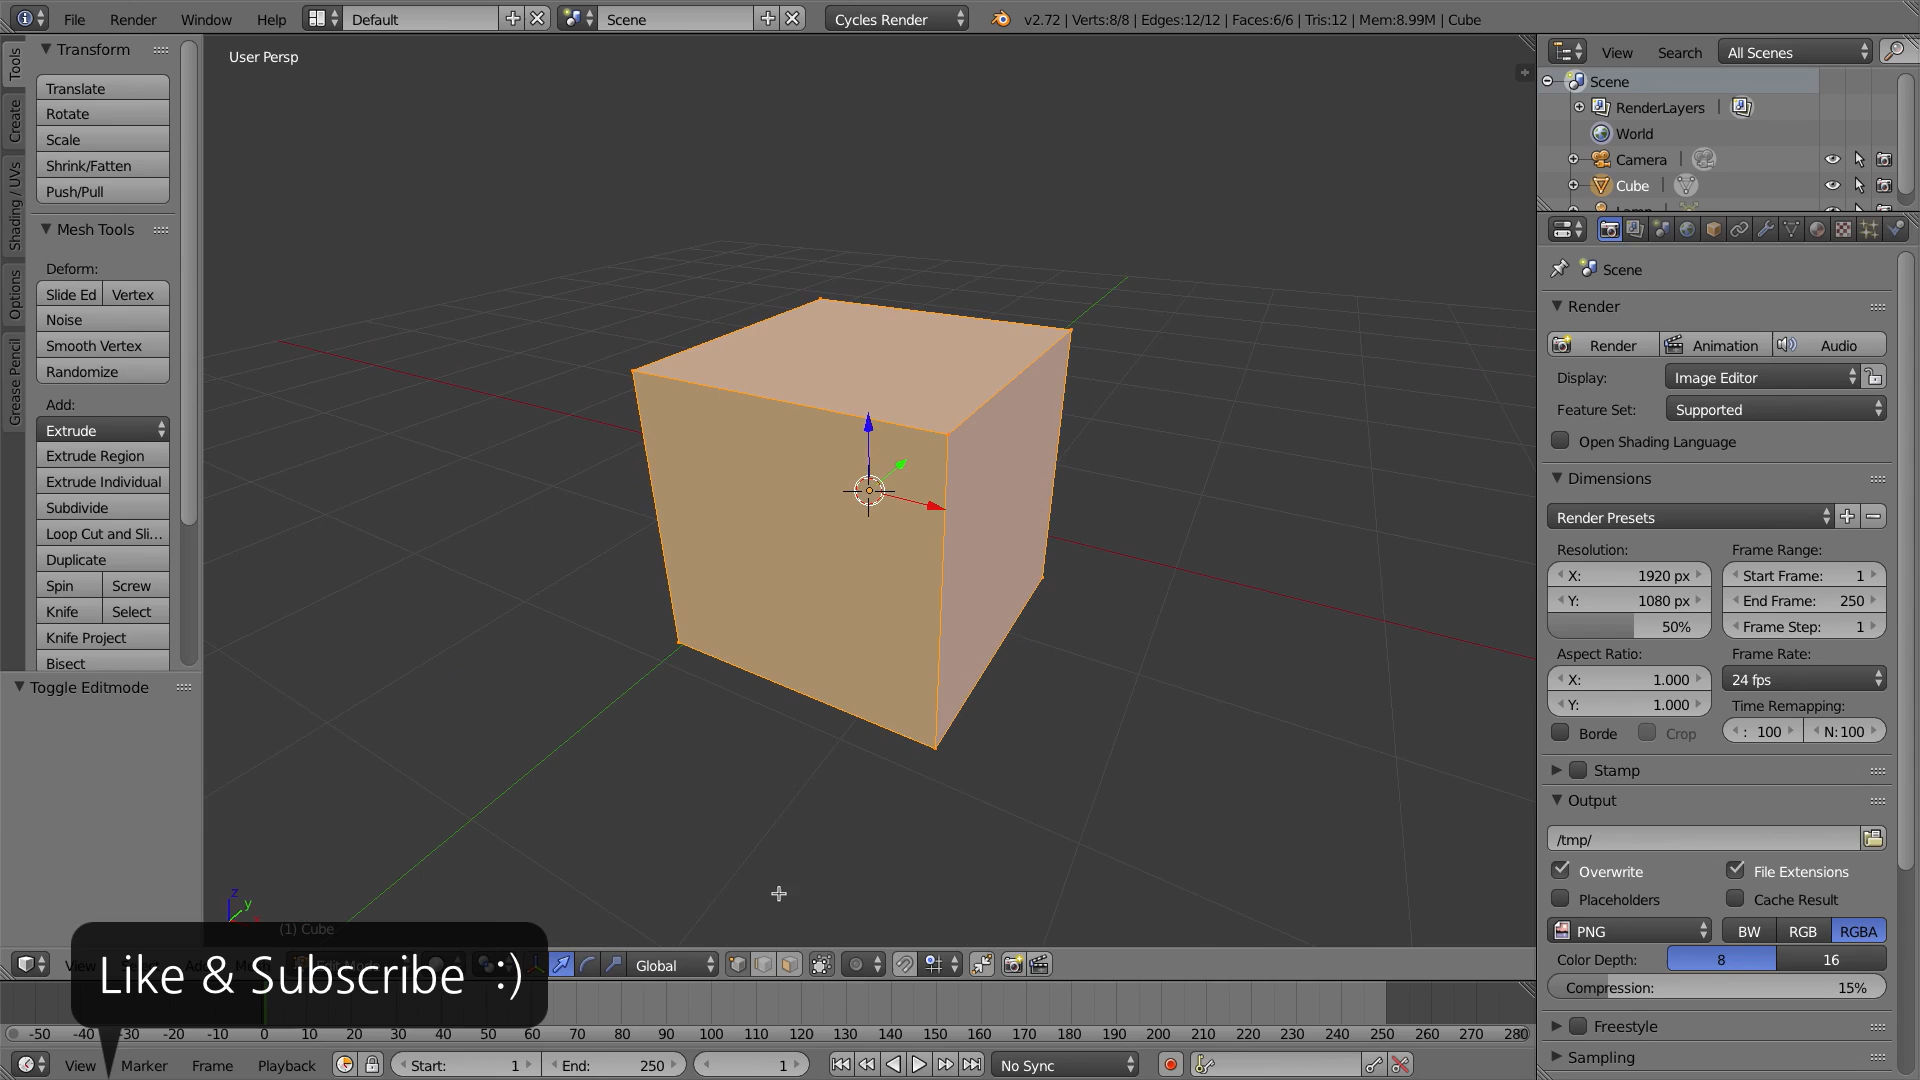 File Render Window Help Default Scene Cycles Render v2.72 | Verts:8/8 | Edges:12/12 | Faces:6/6 | Tris:12 | Mem:8.99M | Cube
Tools
Create
Shading / UVs
Options
Grease Pencil
Transform
Translate
Rotate
Scale
Shrink/Fatten
Push/Pull
Mesh Tools
Deform:
Slide Ed Vertex
Noise
Smooth Vertex
Randomize
Add:
Extrude
Extrude Region
Extrude Individual
Subdivide
Loop Cut and Sli...
Duplicate
Spin Screw
Knife Select
Knife Project
Bisect
Toggle Editmode
User Persp
z
y
(1) Cube
View Search All Scenes
Scene
RenderLayers
World
Camera
Cube
Lamp
Scene
Render
Render Animation Audio
Display: Image Editor
Feature Set: Supported
Open Shading Language
Dimensions
Render Presets
Resolution: Frame Range:
X: 1920 px Start Frame: 1
Y: 1080 px End Frame: 250
50% Frame Step: 1
Aspect Ratio: Frame Rate:
X: 1.000 24 fps
Y: 1.000 Time Remapping:
Borde Crop : 100 N:100
Stamp
Output
/tmp/
Overwrite File Extensions
Placeholders Cache Result
PNG BW RGB RGBA
Color Depth: 8 16
Compression: 15%
Freestyle
Sampling
Global
Like & Subscribe :)
-50 -40 -30 -20 -10 0 10 20 30 40 50 60 70 80 90 100 110 120 130 140 150 160 170 180 190 200 210 220 230 240 250 260 270 280
View Marker Frame Playback Start: 1 End: 250 1 No Sync